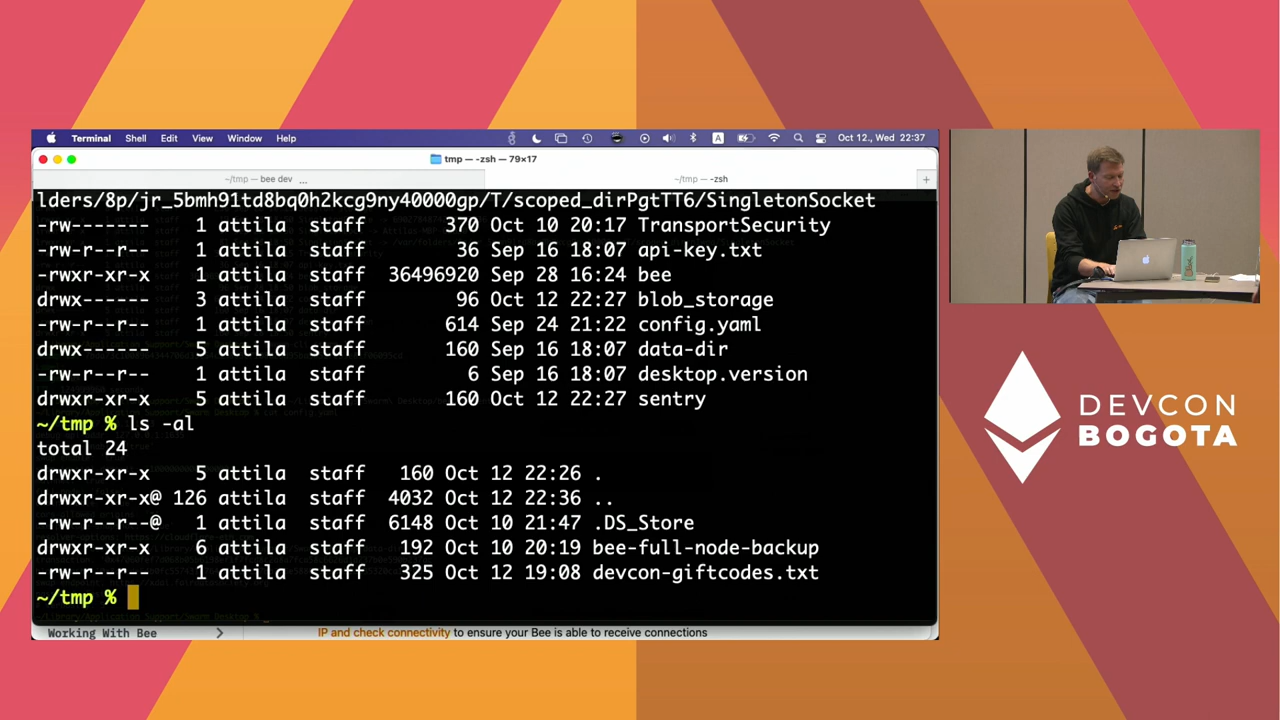 Terminal Shell Edit View Window Help A Oct 12., Wed 22:37
tmp — -zsh — 79×17
~/tmp — bee dev ... ~/tmp — -zsh +
lders/8p/jr_5bmh91td8bq0h2kcg9ny40000gp/T/scoped_dirPgtTT6/SingletonSocket
-rw------- 1 attila staff 370 Oct 10 20:17 TransportSecurity
-rw-r--r-- 1 attila staff 36 Sep 16 18:07 api-key.txt
-rwxr-xr-x 1 attila staff 36496920 Sep 28 16:24 bee
drwx------ 3 attila staff 96 Oct 12 22:27 blob_storage
-rw-r--r-- 1 attila staff 614 Sep 24 21:22 config.yaml
drwx------ 5 attila staff 160 Sep 16 18:07 data-dir
-rw-r--r-- 1 attila staff 6 Sep 16 18:07 desktop.version
drwxr-xr-x 5 attila staff 160 Oct 12 22:27 sentry
~/tmp % ls -al
total 24
drwxr-xr-x 5 attila staff 160 Oct 12 22:26 .
drwxr-xr-x@ 126 attila staff 4032 Oct 12 22:36 ..
-rw-r--r--@ 1 attila staff 6148 Oct 10 21:47 .DS_Store
drwxr-xr-x 6 attila staff 192 Oct 10 20:19 bee-full-node-backup
-rw-r--r-- 1 attila staff 325 Oct 12 19:08 devcon-giftcodes.txt
~/tmp %
Working With Bee > IP and check connectivity to ensure your Bee is able to receive connections
DEVCON
BOGOTA